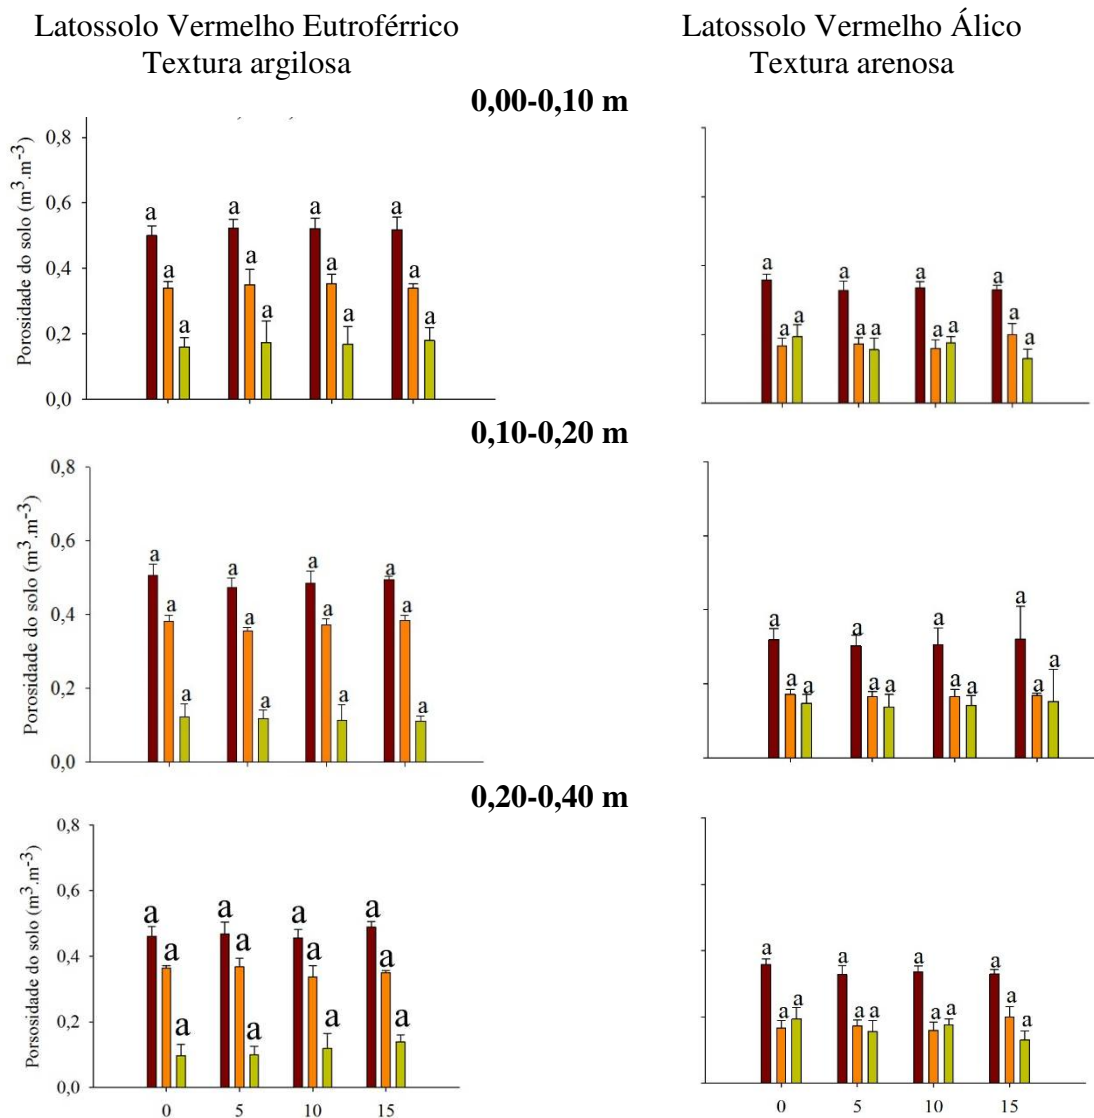 Latossolo Vermelho Eutroférrico
Textura argilosa
Latossolo Vermelho Álico
Textura arenosa
0,00-0,10 m
Porosidade do solo (m³.m⁻³)
0,8
0,6
0,4
0,2
0,0
a a a a
a a a a
a a a a
a a a a
a a a a
a a a a
0,10-0,20 m
Porosidade do solo (m³.m⁻³)
0,8
0,6
0,4
0,2
0,0
a a a a
a a a a
a a a a
a a a a
a a a a
a a a a
0,20-0,40 m
Porsosidade do solo (m³.m⁻³)
0,8
0,6
0,4
0,2
0,0
a a a a
a a a a
a a a a
0 5 10 15
a a a a
a a a a
a a a a
0 5 10 15